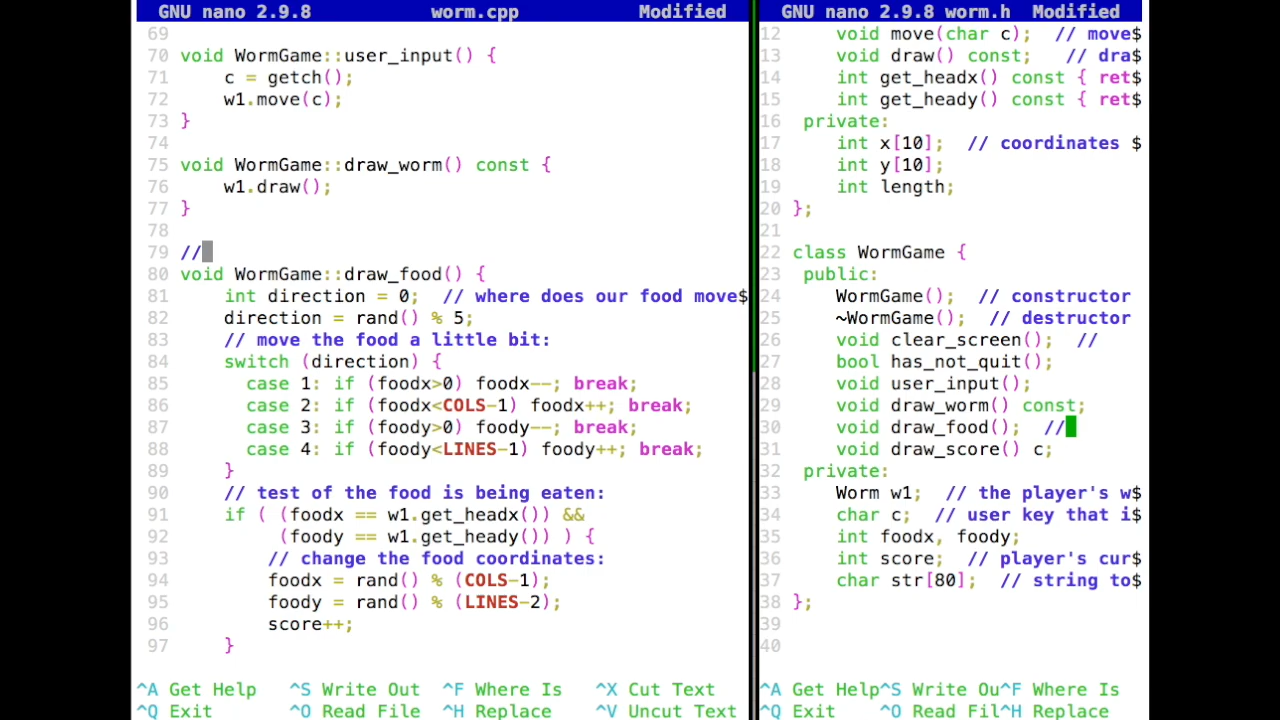 GNU nano 2.9.8 worm.cpp Modified
69
70 void WormGame::user_input() {
71 c = getch();
72 w1.move(c);
73 }
74
75 void WormGame::draw_worm() const {
76 w1.draw();
77 }
78
79 //
80 void WormGame::draw_food() {
81 int direction = 0; // where does our food move$
82 direction = rand() % 5;
83 // move the food a little bit:
84 switch (direction) {
85 case 1: if (foodx>0) foodx--; break;
86 case 2: if (foodx<COLS-1) foodx++; break;
87 case 3: if (foody>0) foody--; break;
88 case 4: if (foody<LINES-1) foody++; break;
89 }
90 // test of the food is being eaten:
91 if ( (foodx == w1.get_headx()) &&
92 (foody == w1.get_heady()) ) {
93 // change the food coordinates:
94 foodx = rand() % (COLS-1);
95 foody = rand() % (LINES-2);
96 score++;
97 }
^A Get Help ^S Write Out ^F Where Is ^X Cut Text
^Q Exit ^O Read File ^H Replace ^V Uncut Text
GNU nano 2.9.8 worm.h Modified
12 void move(char c); // move$
13 void draw() const; // dra$
14 int get_headx() const { ret$
15 int get_heady() const { ret$
16 private:
17 int x[10]; // coordinates $
18 int y[10];
19 int length;
20 };
21
22 class WormGame {
23 public:
24 WormGame(); // constructor
25 ~WormGame(); // destructor
26 void clear_screen(); //
27 bool has_not_quit();
28 void user_input();
29 void draw_worm() const;
30 void draw_food(); //
31 void draw_score() c;
32 private:
33 Worm w1; // the player's w$
34 char c; // user key that i$
35 int foodx, foody;
36 int score; // player's cur$
37 char str[80]; // string to$
38 };
39
40
^A Get Help^S Write Ou^F Where Is
^Q Exit ^O Read Fil^H Replace